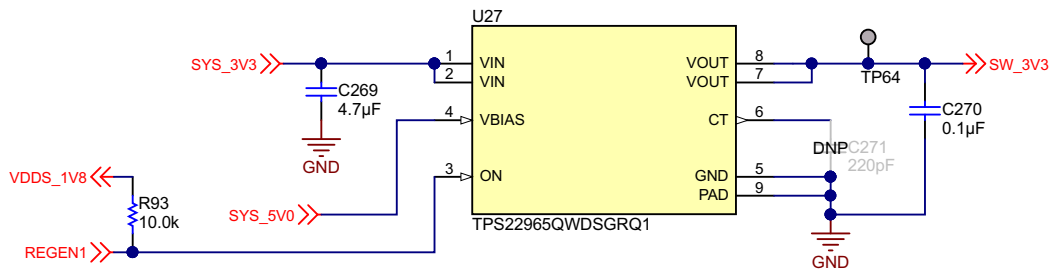 U27
SYS_3V3
C269
4.7µF
GND
1 VIN
2 VIN
4 VBIAS
3 ON
VOUT 8
VOUT 7
CT 6
GND 5
PAD 9
TPS22965QWDSGRQ1
TP64
SW_3V3
C270
0.1µF
DNP
C271
220pF
GND
VDDS_1V8
R93
10.0k
SYS_5V0
REGEN1